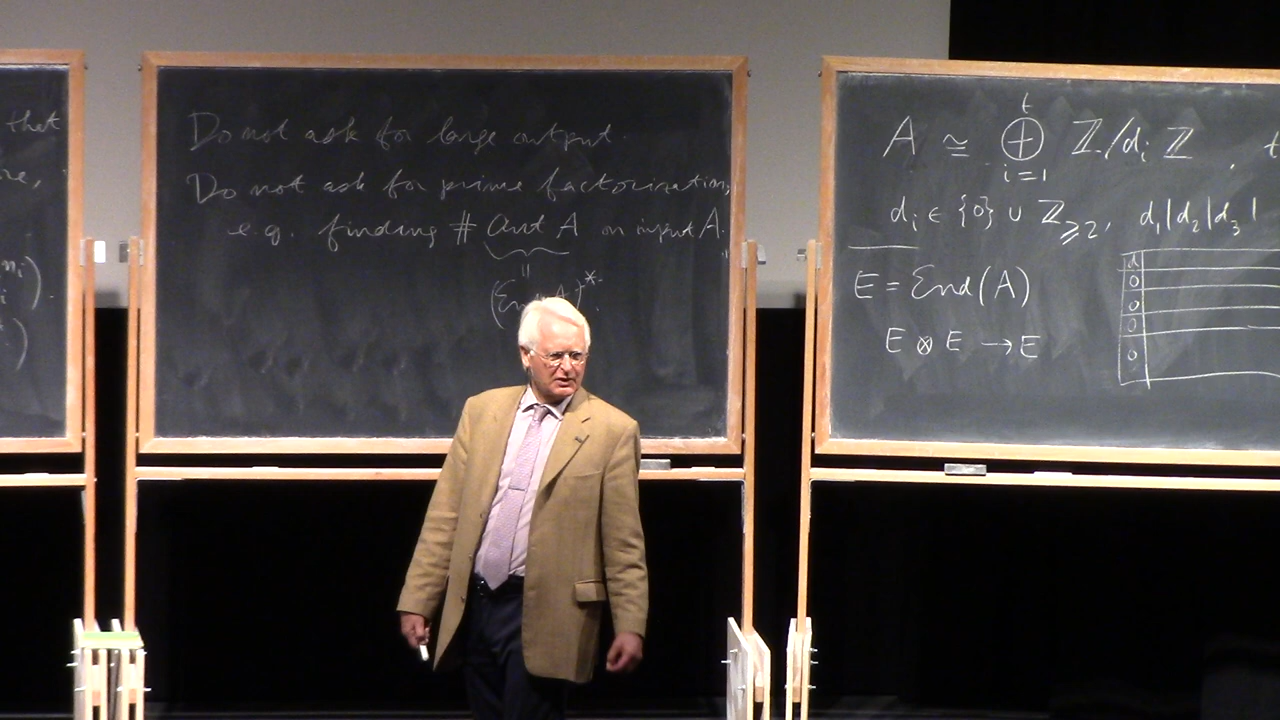 that
Do not ask for large output.
Do not ask for prime factorization,
e.g. finding # Aut A on input A.
=
(End A)*
A ≃ ⊕ ℤ/dᵢℤ,
t
i=1
dᵢ ∈ {0} ∪ ℤ≥2, d₁|d₂|d₃|
E = End(A)
E ⊗ E → E
d
0
0
0
0